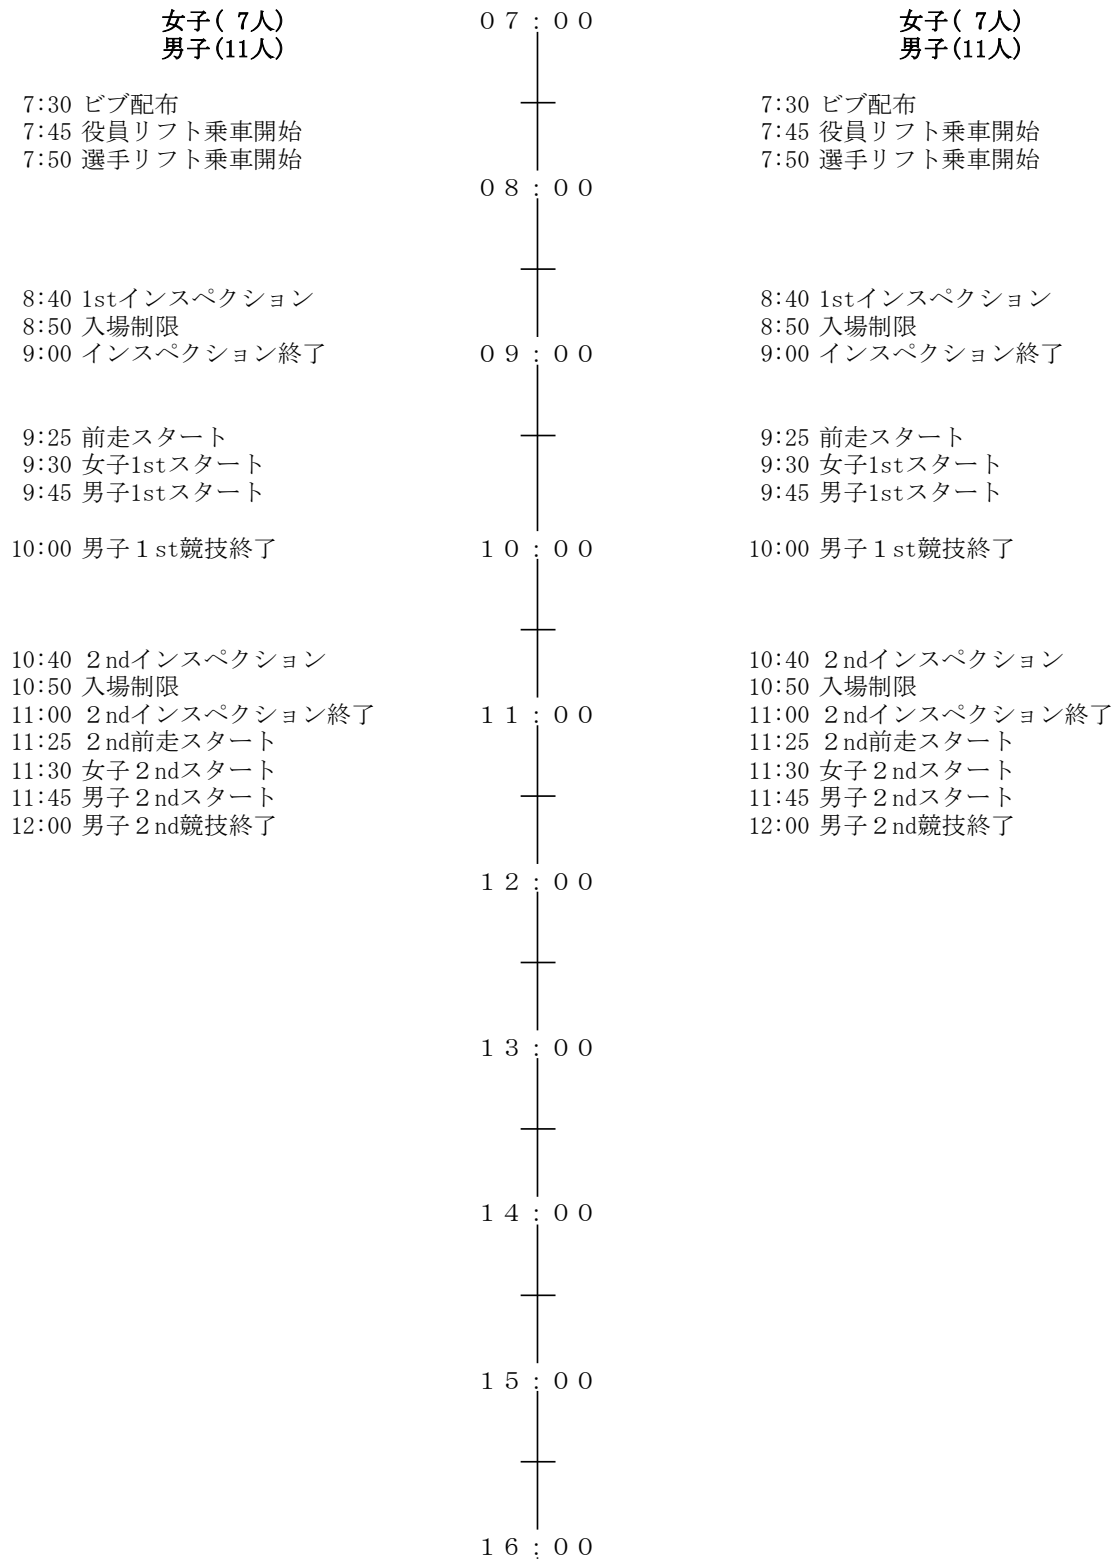 女子( 7人)
男子(11人)
7:30 ビブ配布
7:45 役員リフト乗車開始
7:50 選手リフト乗車開始
8:40 1stインスペクション
8:50 入場制限
9:00 インスペクション終了
9:25 前走スタート
9:30 女子1stスタート
9:45 男子1stスタート
10:00 男子１st競技終了
10:40 ２ndインスペクション
10:50 入場制限
11:00 ２ndインスペクション終了
11:25 ２nd前走スタート
11:30 女子２ndスタート
11:45 男子２ndスタート
12:00 男子２nd競技終了
０７：００
０８：００
０９：００
１０：００
１１：００
１２：００
１３：００
１４：００
１５：００
１６：００
女子( 7人)
男子(11人)
7:30 ビブ配布
7:45 役員リフト乗車開始
7:50 選手リフト乗車開始
8:40 1stインスペクション
8:50 入場制限
9:00 インスペクション終了
9:25 前走スタート
9:30 女子1stスタート
9:45 男子1stスタート
10:00 男子１st競技終了
10:40 ２ndインスペクション
10:50 入場制限
11:00 ２ndインスペクション終了
11:25 ２nd前走スタート
11:30 女子２ndスタート
11:45 男子２ndスタート
12:00 男子２nd競技終了